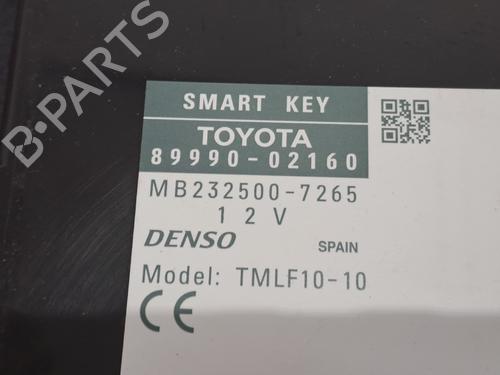 B-PARTS
SMART KEY
TOYOTA
89990-02160
MB232500-7265
12V
DENSO SPAIN
Model: TMLF10-10
CE